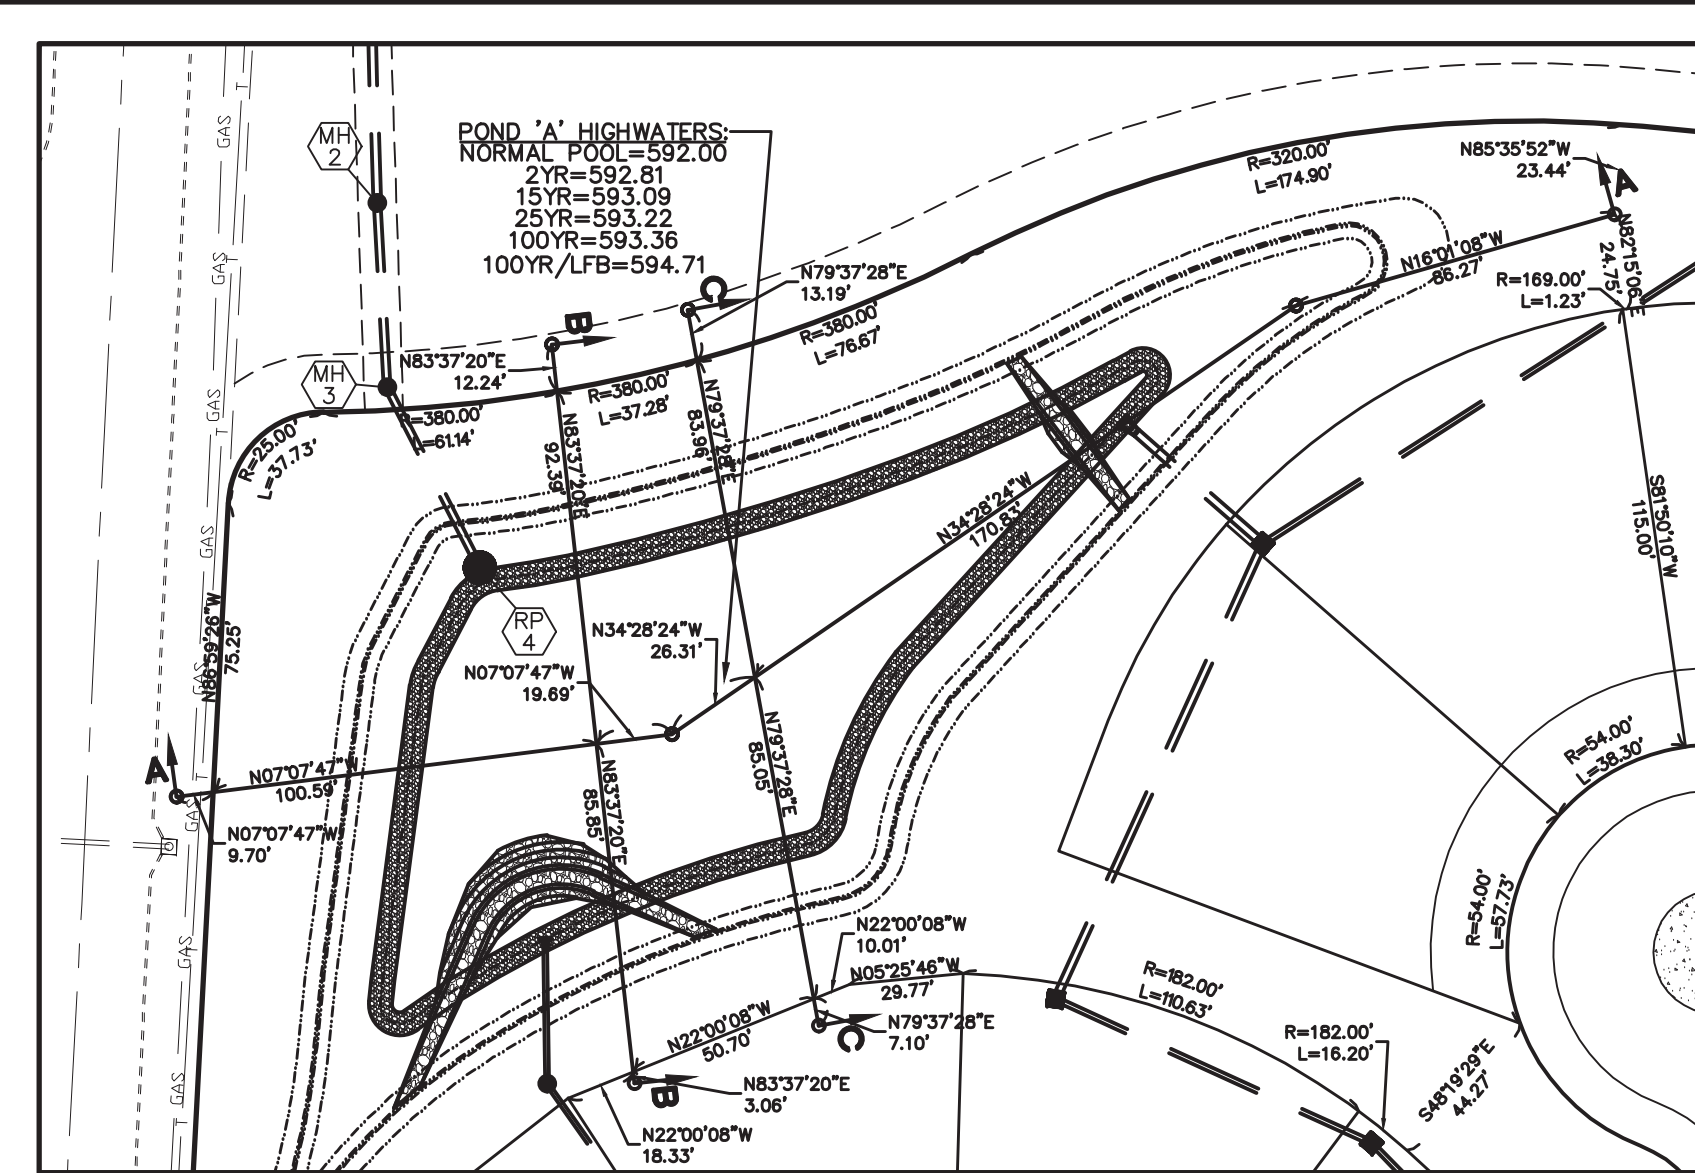 MH
2
POND 'A' HIGHWATERS:
NORMAL POOL=592.00
2YR=592.81
15YR=593.09
25YR=593.22
100YR=593.36
100YR/LFB=594.71
R=320.00'
L=174.90'
N85°35'52"W
23.44'
A
N82°15'06"E
24.75'
N16°01'08"W
86.27'
R=169.00'
L=1.23'
N79°37'28"E
13.19'
C
B
R=380.00'
L=76.67'
N83°37'20"E
12.24'
MH
3
R=380.00'
L=37.28'
R=380.00'
L=61.14'
R=25.00'
L=37.73'
N83°37'20"E
92.39'
N79°37'28"E
83.96'
N34°28'24"W
170.83'
S81°50'10"W
115.00'
GAS
GAS
GAS
GAS
GAS
GAS
GAS
GAS
T
T
T
T
T
N86°59'26"W
75.25'
RP
4
N34°28'24"W
26.31'
N07°07'47"W
19.69'
A
N07°07'47"W
100.59'
N07°07'47"W
9.70'
N83°37'20"E
85.85'
N79°37'28"E
85.05'
R=54.00'
L=38.30'
R=54.00'
L=57.73'
N22°00'08"W
10.01'
N05°25'46"W
29.77'
N22°00'08"W
50.70'
N79°37'28"E
7.10'
C
R=182.00'
L=110.63'
R=182.00'
L=16.20'
S48°19'29"E
44.27'
N83°37'20"E
3.06'
B
N22°00'08"W
18.33'